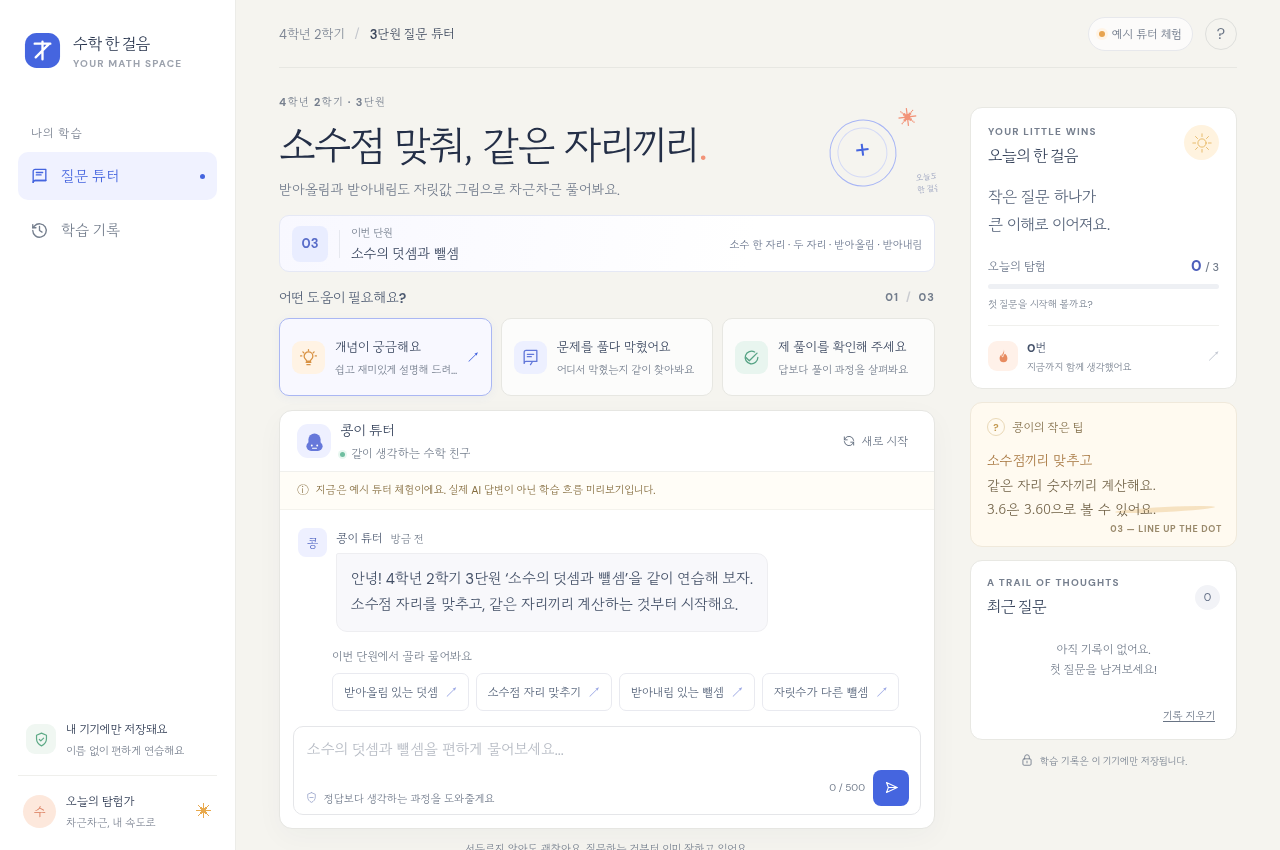 수학 한 걸음
YOUR MATH SPACE
나의 학습
질문 튜터
학습 기록
내 기기에만 저장돼요
이름 없이 편하게 연습해요
수
오늘의 탐험가
차근차근, 내 속도로
4학년 2학기 / 3단원 질문 튜터
예시 튜터 체험
?
4학년 2학기 · 3단원
소수점 맞춰, 같은 자리끼리.
받아올림과 받아내림도 자릿값 그림으로 차근차근 풀어봐요.
+
03
이번 단원
소수의 덧셈과 뺄셈
소수 한 자리 · 두 자리 · 받아올림 · 받아내림
어떤 도움이 필요해요?
01 / 03
개념이 궁금해요
쉽고 재미있게 설명해 드려…
문제를 풀다 막혔어요
어디서 막혔는지 같이 찾아봐요
제 풀이를 확인해 주세요
답보다 풀이 과정을 살펴봐요
콩이 튜터
같이 생각하는 수학 친구
새로 시작
지금은 예시 튜터 체험이에요. 실제 AI 답변이 아닌 학습 흐름 미리보기입니다.
콩
콩이 튜터 방금 전
안녕! 4학년 2학기 3단원 ‘소수의 덧셈과 뺄셈’을 같이 연습해 보자.
소수점 자리를 맞추고, 같은 자리끼리 계산하는 것부터 시작해요.
이번 단원에서 골라 물어봐요
받아올림 있는 덧셈
소수점 자리 맞추기
받아내림 있는 뺄셈
자릿수가 다른 뺄셈
소수의 덧셈과 뺄셈을 편하게 물어보세요...
정답보다 생각하는 과정을 도와줄게요
0 / 500
서두르지 않아도 괜찮아요. 질문하는 것부터 이미 잘하고 있어요.
YOUR LITTLE WINS
오늘의 한 걸음
작은 질문 하나가
큰 이해로 이어져요.
오늘의 탐험
0 / 3
첫 질문을 시작해 볼까요?
0번
지금까지 함께 생각했어요
?
콩이의 작은 팁
소수점끼리 맞추고
같은 자리 숫자끼리 계산해요.
3.6은 3.60으로 볼 수 있어요.
03 — LINE UP THE DOT
A TRAIL OF THOUGHTS
최근 질문
0
아직 기록이 없어요.
첫 질문을 남겨보세요!
기록 지우기
학습 기록은 이 기기에만 저장됩니다.